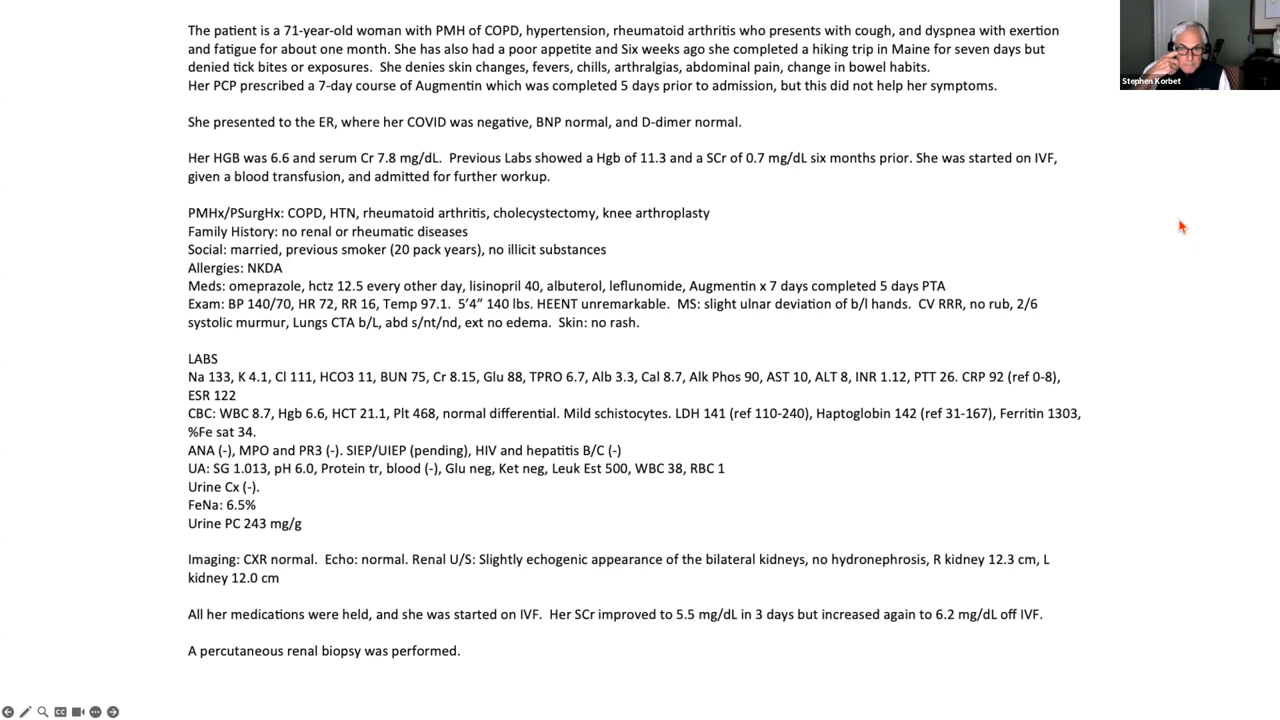 The patient is a 71-year-old woman with PMH of COPD, hypertension, rheumatoid arthritis who presents with cough, and dyspnea with exertion
and fatigue for about one month. She has also had a poor appetite and Six weeks ago she completed a hiking trip in Maine for seven days but
denied tick bites or exposures. She denies skin changes, fevers, chills, arthralgias, abdominal pain, change in bowel habits.
Her PCP prescribed a 7-day course of Augmentin which was completed 5 days prior to admission, but this did not help her symptoms.
She presented to the ER, where her COVID was negative, BNP normal, and D-dimer normal.
Her HGB was 6.6 and serum Cr 7.8 mg/dL. Previous Labs showed a Hgb of 11.3 and a SCr of 0.7 mg/dL six months prior. She was started on IVF,
given a blood transfusion, and admitted for further workup.
PMHx/PSurgHx: COPD, HTN, rheumatoid arthritis, cholecystectomy, knee arthroplasty
Family History: no renal or rheumatic diseases
Social: married, previous smoker (20 pack years), no illicit substances
Allergies: NKDA
Meds: omeprazole, hctz 12.5 every other day, lisinopril 40, albuterol, leflunomide, Augmentin x 7 days completed 5 days PTA
Exam: BP 140/70, HR 72, RR 16, Temp 97.1. 5’4” 140 lbs. HEENT unremarkable. MS: slight ulnar deviation of b/l hands. CV RRR, no rub, 2/6
systolic murmur, Lungs CTA b/L, abd s/nt/nd, ext no edema. Skin: no rash.
LABS
Na 133, K 4.1, Cl 111, HCO3 11, BUN 75, Cr 8.15, Glu 88, TPRO 6.7, Alb 3.3, Cal 8.7, Alk Phos 90, AST 10, ALT 8, INR 1.12, PTT 26. CRP 92 (ref 0-8),
ESR 122
CBC: WBC 8.7, Hgb 6.6, HCT 21.1, Plt 468, normal differential. Mild schistocytes. LDH 141 (ref 110-240), Haptoglobin 142 (ref 31-167), Ferritin 1303,
%Fe sat 34.
ANA (-), MPO and PR3 (-). SIEP/UIEP (pending), HIV and hepatitis B/C (-)
UA: SG 1.013, pH 6.0, Protein tr, blood (-), Glu neg, Ket neg, Leuk Est 500, WBC 38, RBC 1
Urine Cx (-).
FeNa: 6.5%
Urine PC 243 mg/g
Imaging: CXR normal. Echo: normal. Renal U/S: Slightly echogenic appearance of the bilateral kidneys, no hydronephrosis, R kidney 12.3 cm, L
kidney 12.0 cm
All her medications were held, and she was started on IVF. Her SCr improved to 5.5 mg/dL in 3 days but increased again to 6.2 mg/dL off IVF.
A percutaneous renal biopsy was performed.
Stephen Korbet
CC